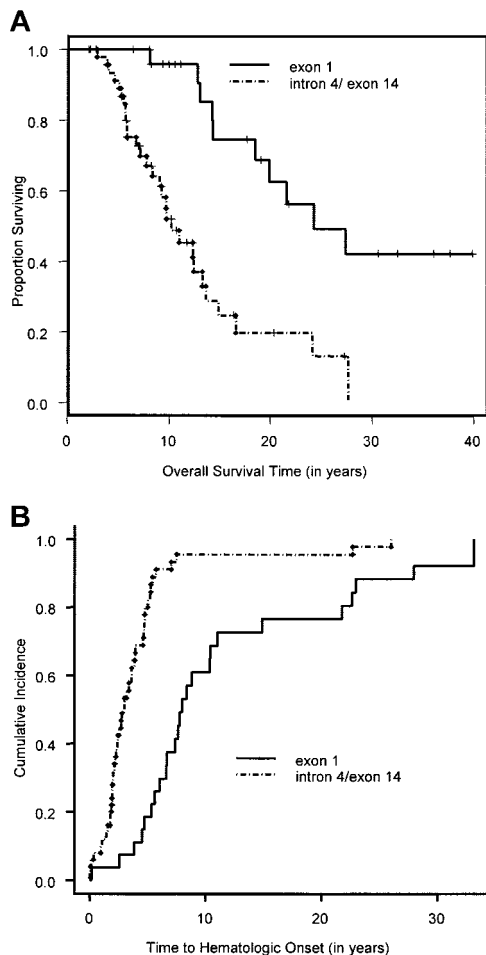 A
1.0
0.8
0.6
0.4
0.2
0.0
Proportion Surviving
exon 1
intron 4/ exon 14
0 10 20 30 40
Overall Survival Time (in years)
B
1.0
0.8
0.6
0.4
0.2
0.0
Cumulative Incidence
exon 1
intron 4/exon 14
0 10 20 30
Time to Hematologic Onset (in years)